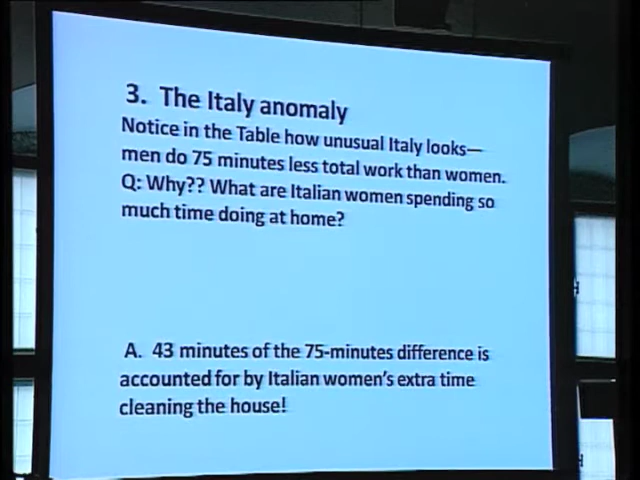 3. The Italy anomaly
Notice in the Table how unusual Italy looks—
men do 75 minutes less total work than women.
Q: Why?? What are Italian women spending so
much time doing at home?
A. 43 minutes of the 75-minutes difference is
accounted for by Italian women's extra time
cleaning the house!